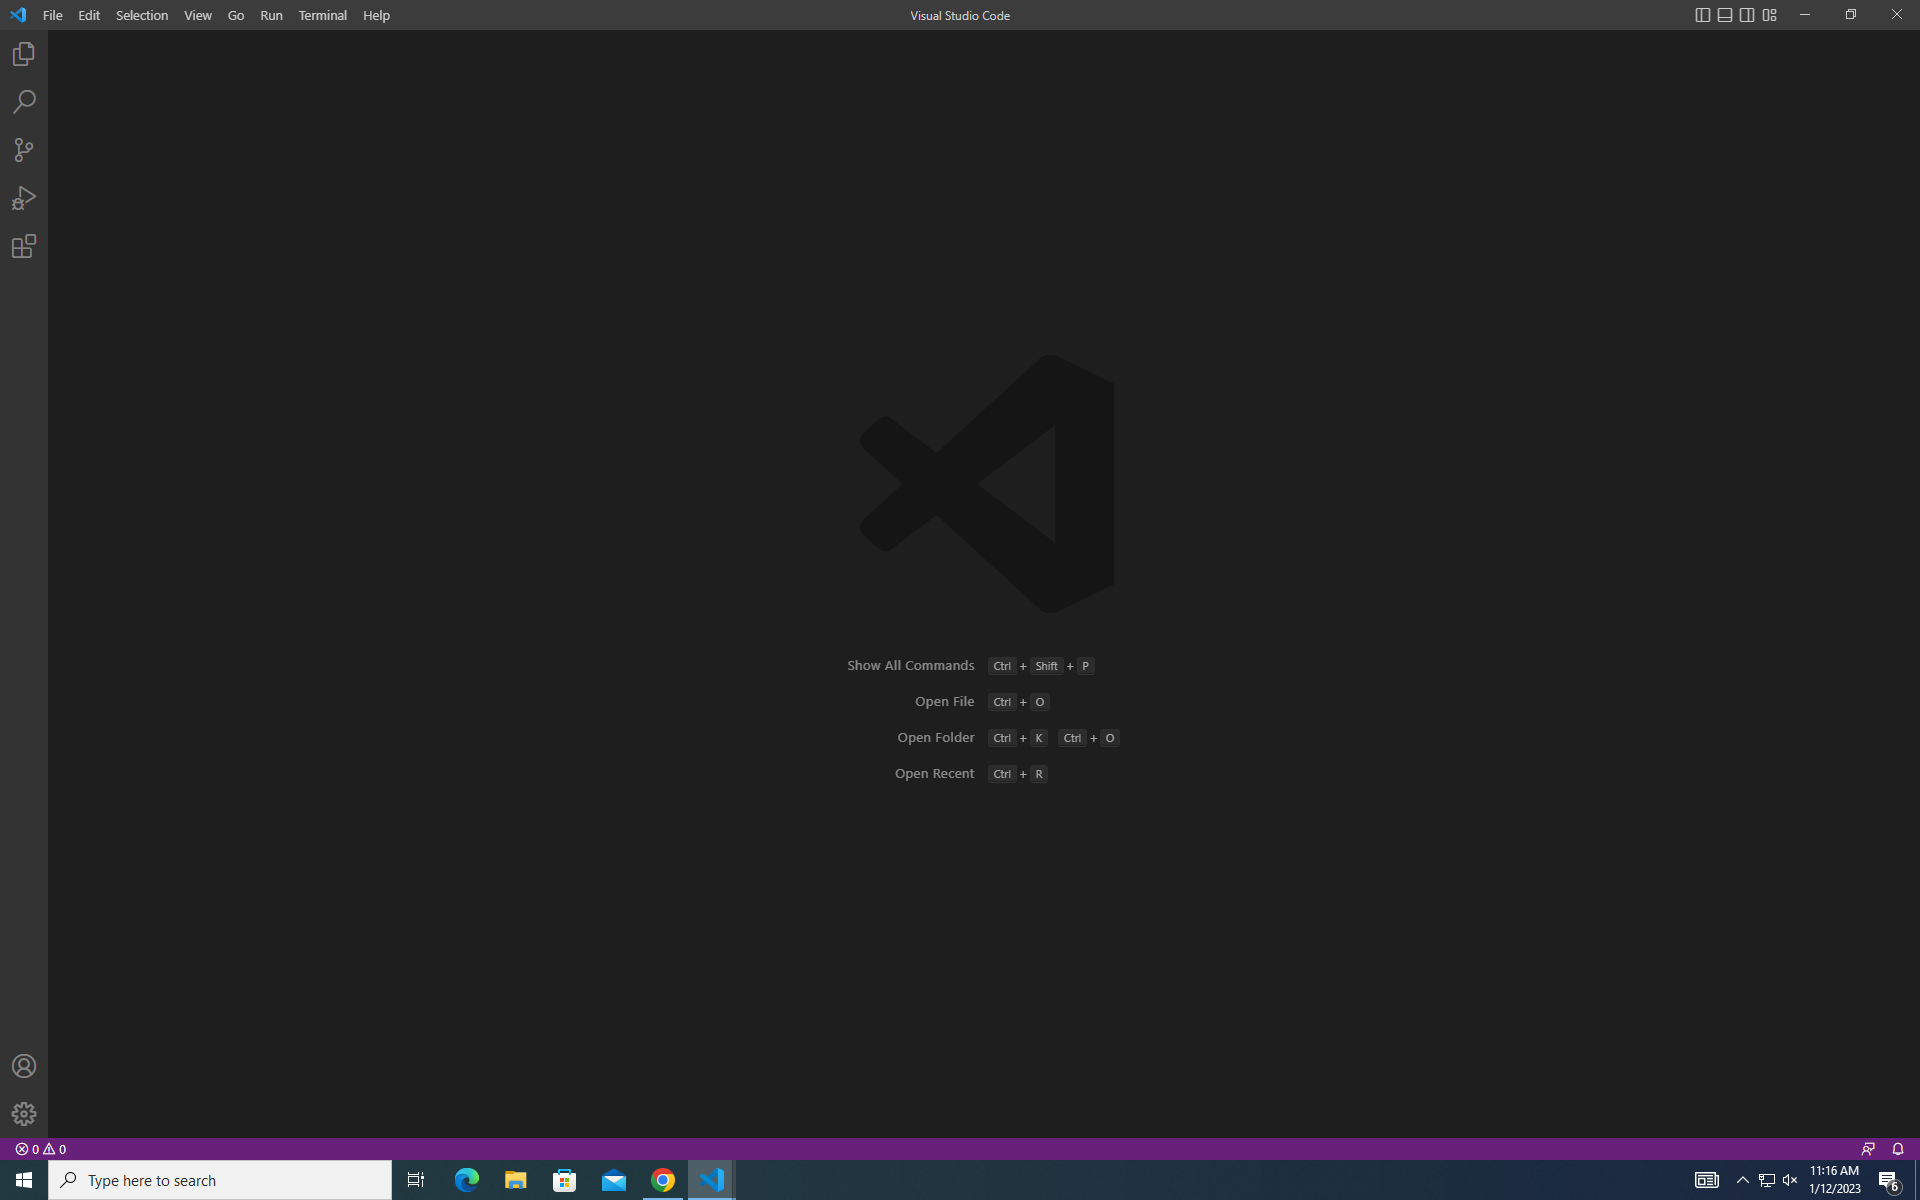 File Edit Selection View Go Run Terminal Help
Visual Studio Code
Show All Commands Ctrl + Shift + P
Open File Ctrl + O
Open Folder Ctrl + K Ctrl + O
Open Recent Ctrl + R
0 0
Type here to search
11:16 AM
1/12/2023
6